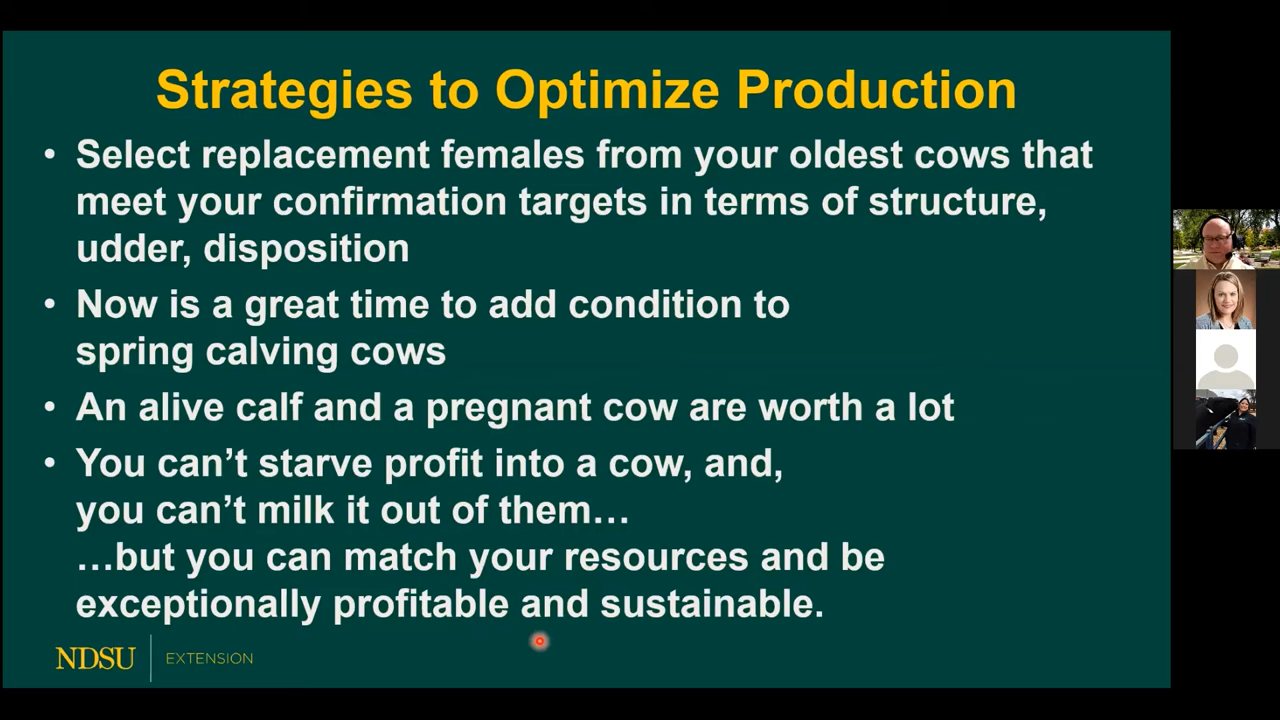 Strategies to Optimize Production
• Select replacement females from your oldest cows that
meet your confirmation targets in terms of structure,
udder, disposition
• Now is a great time to add condition to
spring calving cows
• An alive calf and a pregnant cow are worth a lot
• You can’t starve profit into a cow, and,
you can’t milk it out of them…
…but you can match your resources and be
exceptionally profitable and sustainable.
NDSU EXTENSION